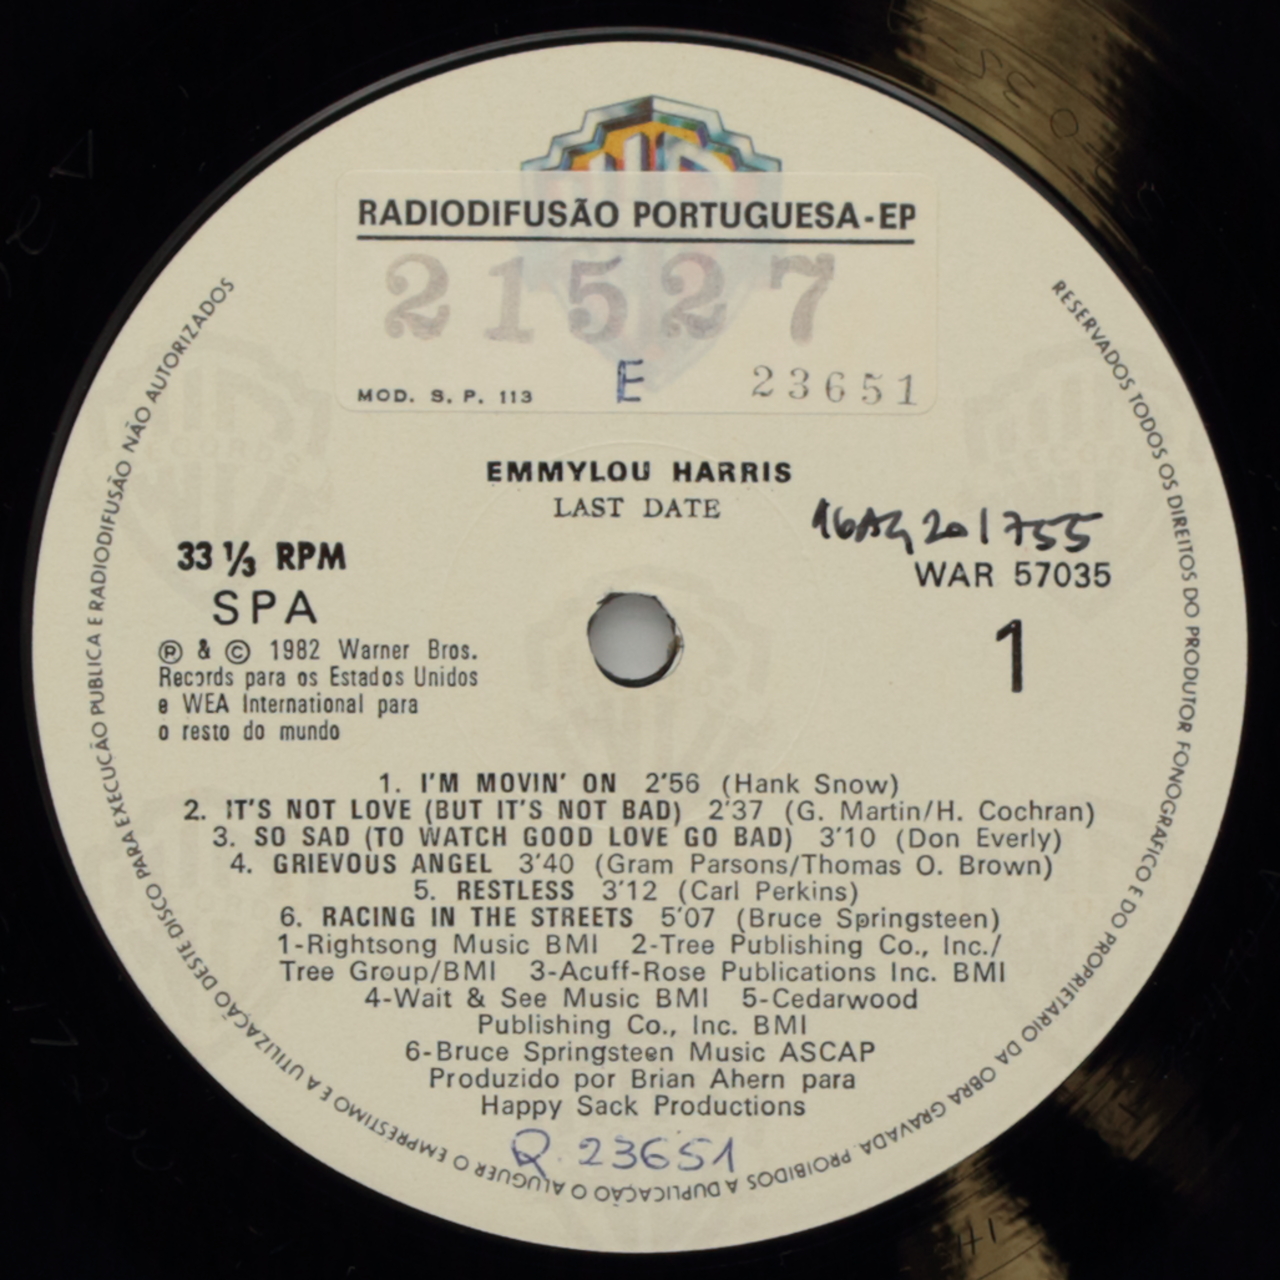 RADIODIFUSÃO PORTUGUESA-EP
21527
MOD. S. P. 113 E 23651
EMMYLOU HARRIS
LAST DATE
33 1/3 RPM
SPA
Ⓟ & © 1982 Warner Bros.
Records para os Estados Unidos
e WEA International para
o resto do mundo
WAR 57035
1
1. I'M MOVIN' ON 2'56 (Hank Snow)
2. IT'S NOT LOVE (BUT IT'S NOT BAD) 2'37 (G. Martin/H. Cochran)
3. SO SAD (TO WATCH GOOD LOVE GO BAD) 3'10 (Don Everly)
4. GRIEVOUS ANGEL 3'40 (Gram Parsons/Thomas O. Brown)
5. RESTLESS 3'12 (Carl Perkins)
6. RACING IN THE STREETS 5'07 (Bruce Springsteen)
1-Rightsong Music BMI 2-Tree Publishing Co., Inc./
Tree Group/BMI 3-Acuff-Rose Publications Inc. BMI
4-Wait & See Music BMI 5-Cedarwood
Publishing Co., Inc. BMI
6-Bruce Springsteen Music ASCAP
Produzido por Brian Ahern para
Happy Sack Productions
R. 23651
RESERVADOS TODOS OS DIREITOS DO PRODUTOR FONOGRAFICO E DO PROPRIETARIO DA OBRA GRAVADA. PROIBIDOS A DUPLICAÇÃO O ALUGUER O EMPRESTIMO E A UTILIZAÇÃO DESTE DISCO PARA EXECUÇÃO PUBLICA E RADIODIFUSÃO NÃO AUTORIZADOS